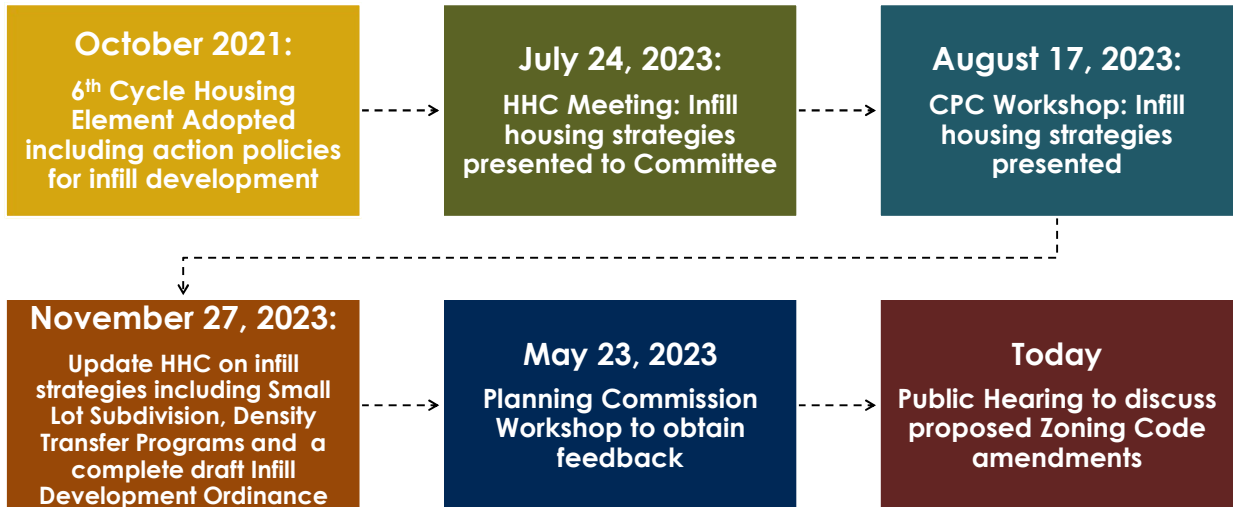 October 2021:
6th Cycle Housing
Element Adopted
including action policies
for infill development
July 24, 2023:
HHC Meeting: Infill
housing strategies
presented to Committee
August 17, 2023:
CPC Workshop: Infill
housing strategies
presented
November 27, 2023:
Update HHC on infill
strategies including Small
Lot Subdivision, Density
Transfer Programs and a
complete draft Infill
Development Ordinance
May 23, 2023
Planning Commission
Workshop to obtain
feedback
Today
Public Hearing to discuss
proposed Zoning Code
amendments